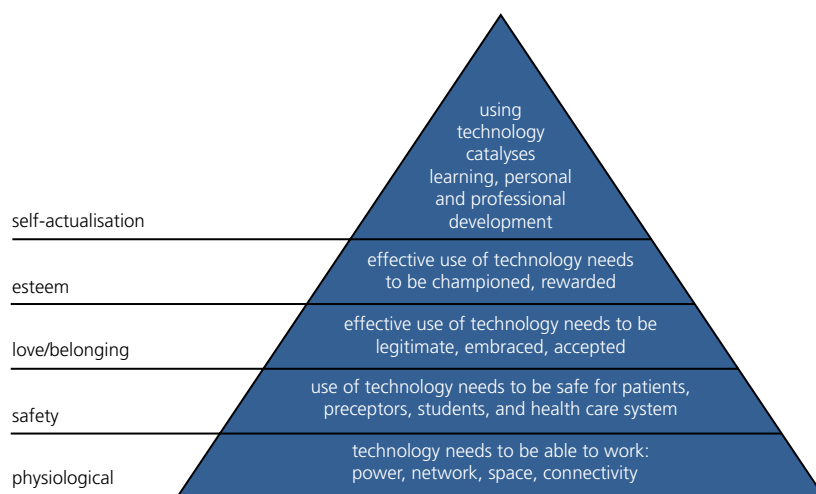 using
technology
catalyses
learning, personal
and professional
development
self-actualisation
effective use of technology needs
to be championed, rewarded
esteem
effective use of technology needs to be
legitimate, embraced, accepted
love/belonging
use of technology needs to be safe for patients,
preceptors, students, and health care system
safety
technology needs to be able to work:
power, network, space, connectivity
physiological